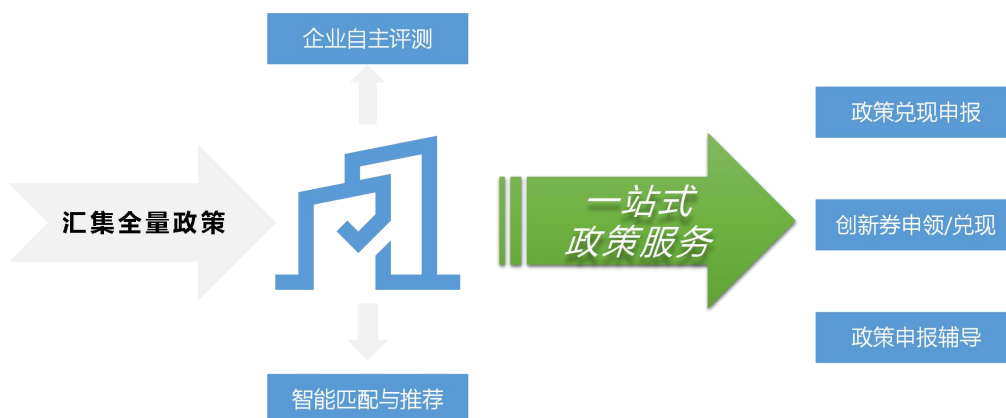 企业自主评测
汇集全量政策
智能匹配与推荐
一站式
政策服务
政策兑现申报
创新券申领/兑现
政策申报辅导